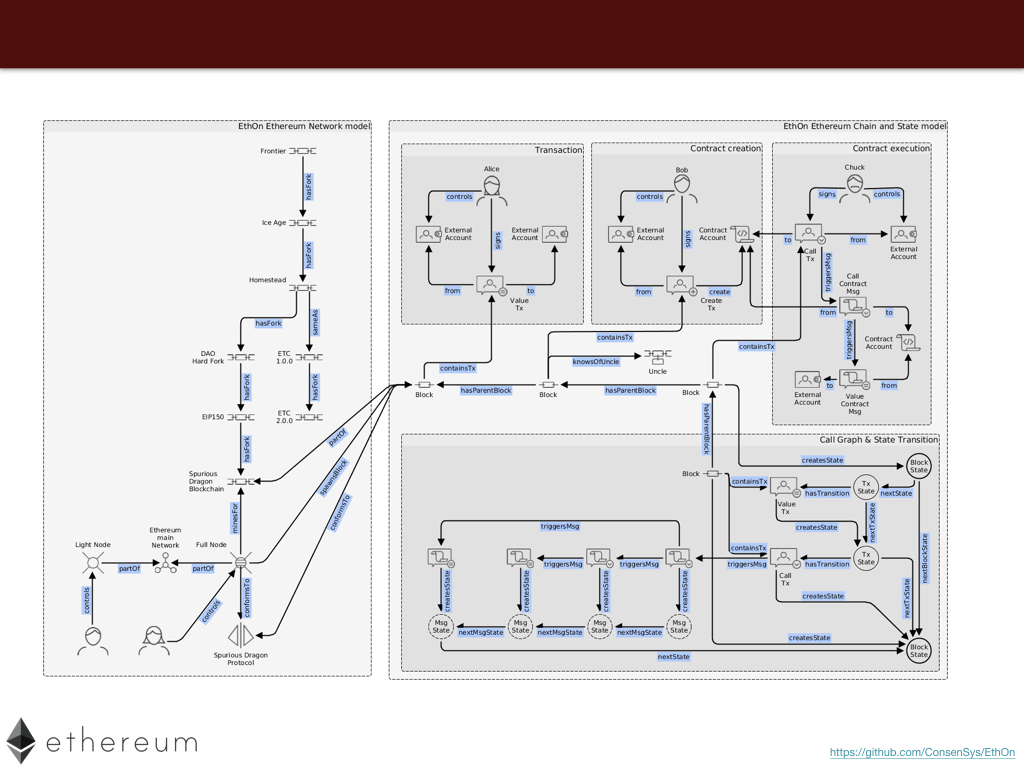 EthOn Ethereum Network model
Frontier
hasFork
Ice Age
hasFork
Homestead
hasFork
sameAs
DAO
Hard Fork
ETC
1.0.0
hasFork
hasFork
EIP150
ETC
2.0.0
hasFork
Spurious
Dragon
Blockchain
minesFor
Ethereum
main
Network
Light Node
Full Node
partOf
partOf
controls
controls
conformsTo
Spurious Dragon
Protocol
partOf
spawnsBlock
conformsTo
EthOn Ethereum Chain and State model
Transaction
Alice
controls
External
Account
External
Account
signs
from
to
Value
Tx
containsTx
Contract creation
Bob
controls
External
Account
Contract
Account
signs
from
create
Create
Tx
containsTx
Contract execution
Chuck
signs
controls
to
from
Call
Tx
External
Account
triggersMsg
Call
Contract
Msg
from
to
triggersMsg
Contract
Account
External
Account
to
from
Value
Contract
Msg
containsTx
knowsOfUncle
Uncle
Block
hasParentBlock
Block
hasParentBlock
Block
hasParentBlock
Call Graph & State Transition
Block
createsState
Block
State
containsTx
Value
Tx
hasTransition
Tx
State
nextState
createsState
nextTxState
nextBlockState
triggersMsg
containsTx
triggersMsg
triggersMsg
triggersMsg
Call
Tx
hasTransition
Tx
State
createsState
createsState
createsState
createsState
createsState
nextTxState
Msg
State
nextMsgState
Msg
State
nextMsgState
Msg
State
nextMsgState
Msg
State
createsState
nextState
Block
State
ethereum
https://github.com/ConsenSys/EthOn